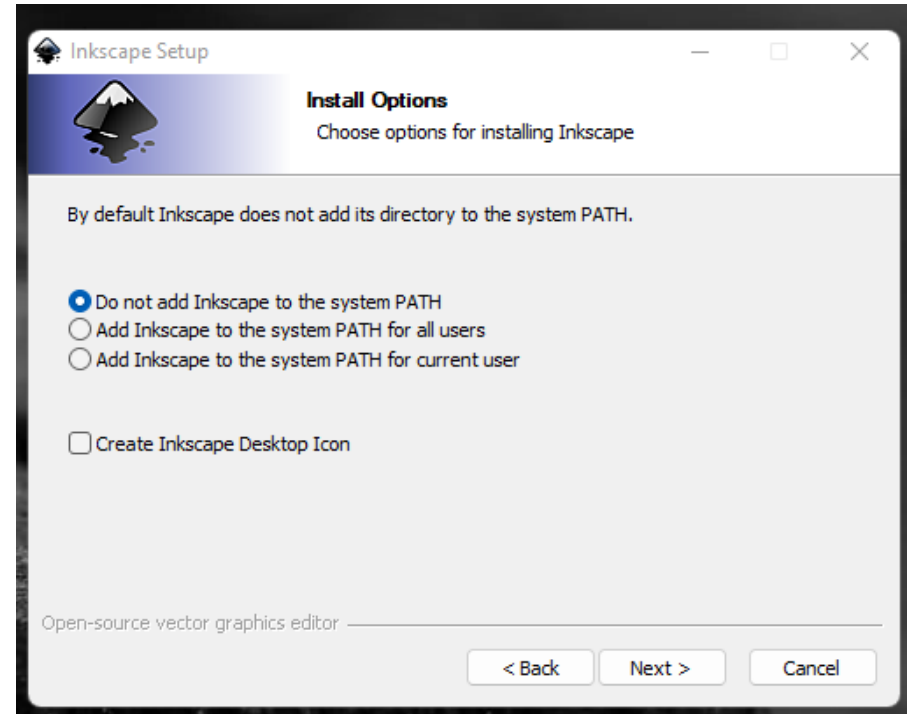 Inkscape Setup
Install Options
Choose options for installing Inkscape
By default Inkscape does not add its directory to the system PATH.
Do not add Inkscape to the system PATH
Add Inkscape to the system PATH for all users
Add Inkscape to the system PATH for current user
Create Inkscape Desktop Icon
Open-source vector graphics editor
< Back Next > Cancel